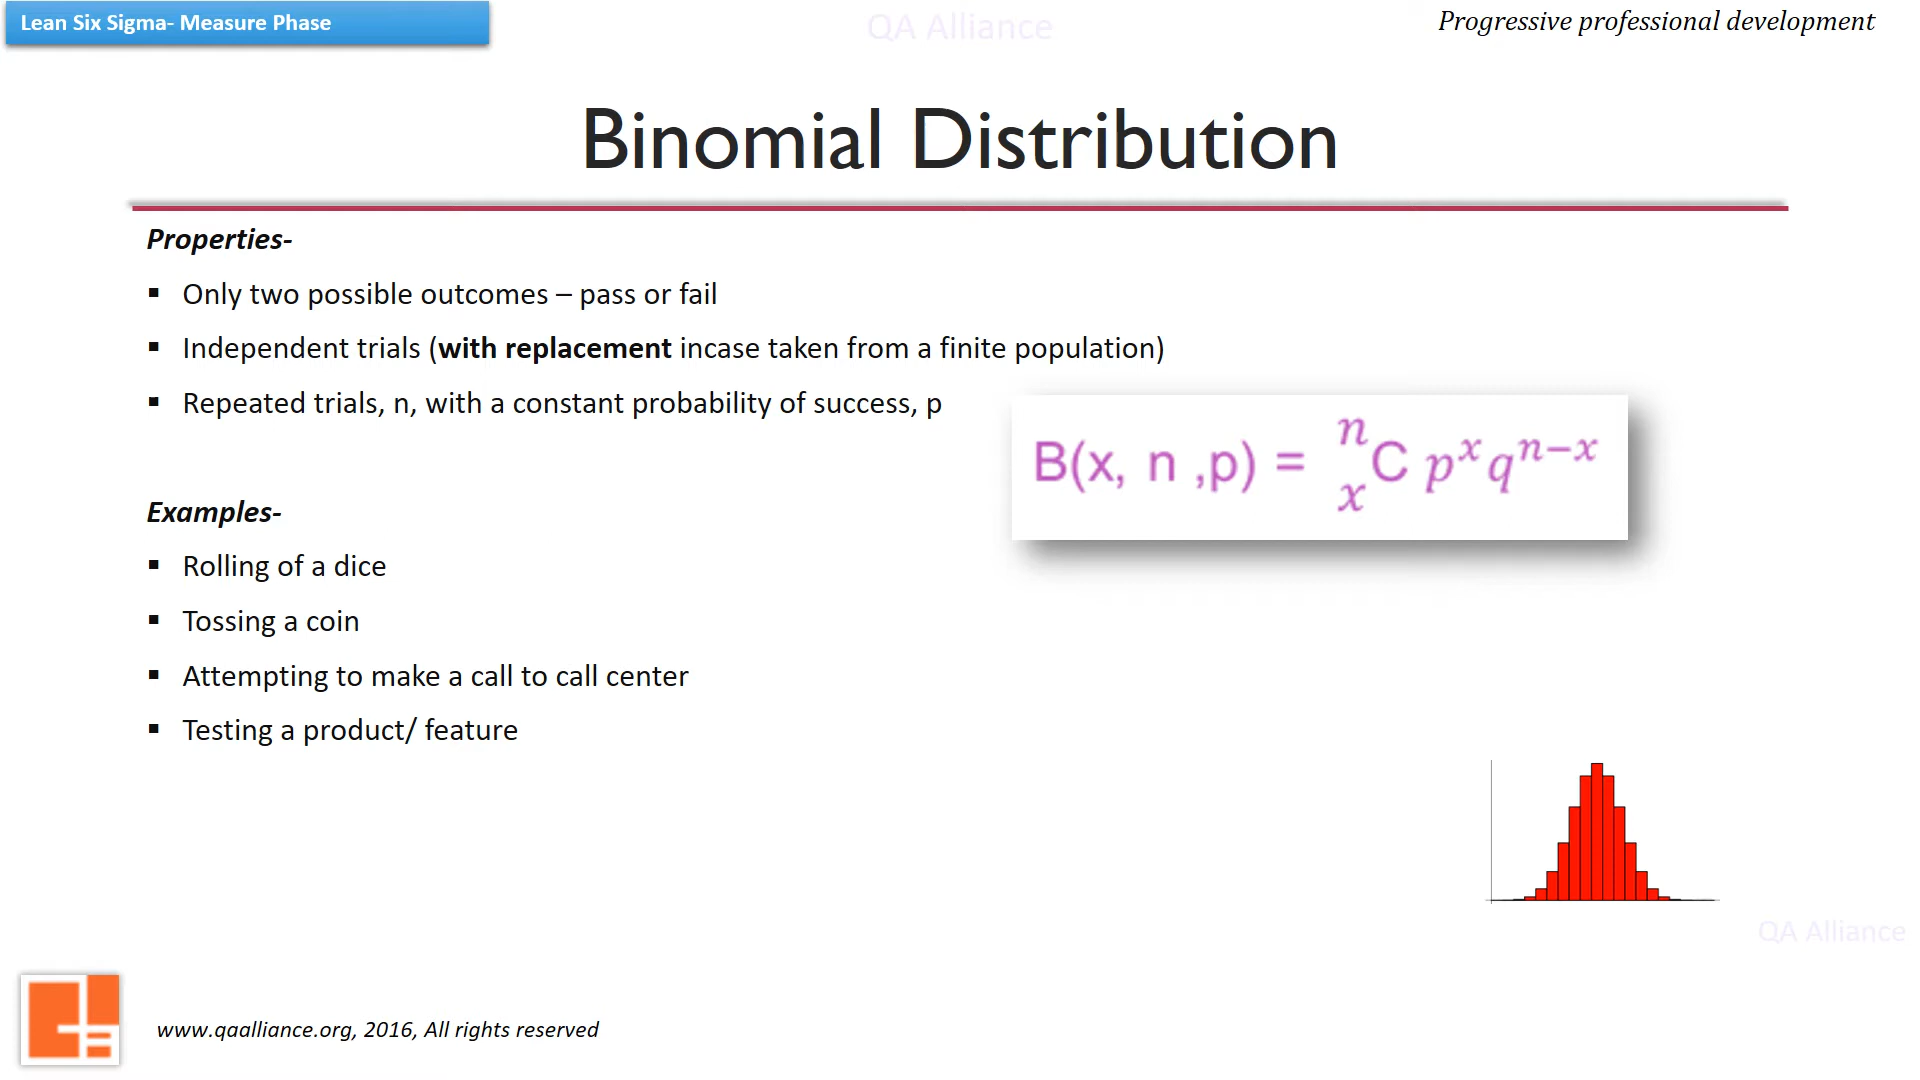 Lean Six Sigma- Measure Phase
QA Alliance
Progressive professional development
Binomial Distribution
Properties-
▪ Only two possible outcomes – pass or fail
▪ Independent trials (with replacement incase taken from a finite population)
▪ Repeated trials, n, with a constant probability of success, p
B(x, n ,p) = ⁿₓC pˣqⁿ⁻ˣ
Examples-
▪ Rolling of a dice
▪ Tossing a coin
▪ Attempting to make a call to call center
▪ Testing a product/ feature
QA Alliance
www.qaalliance.org, 2016, All rights reserved